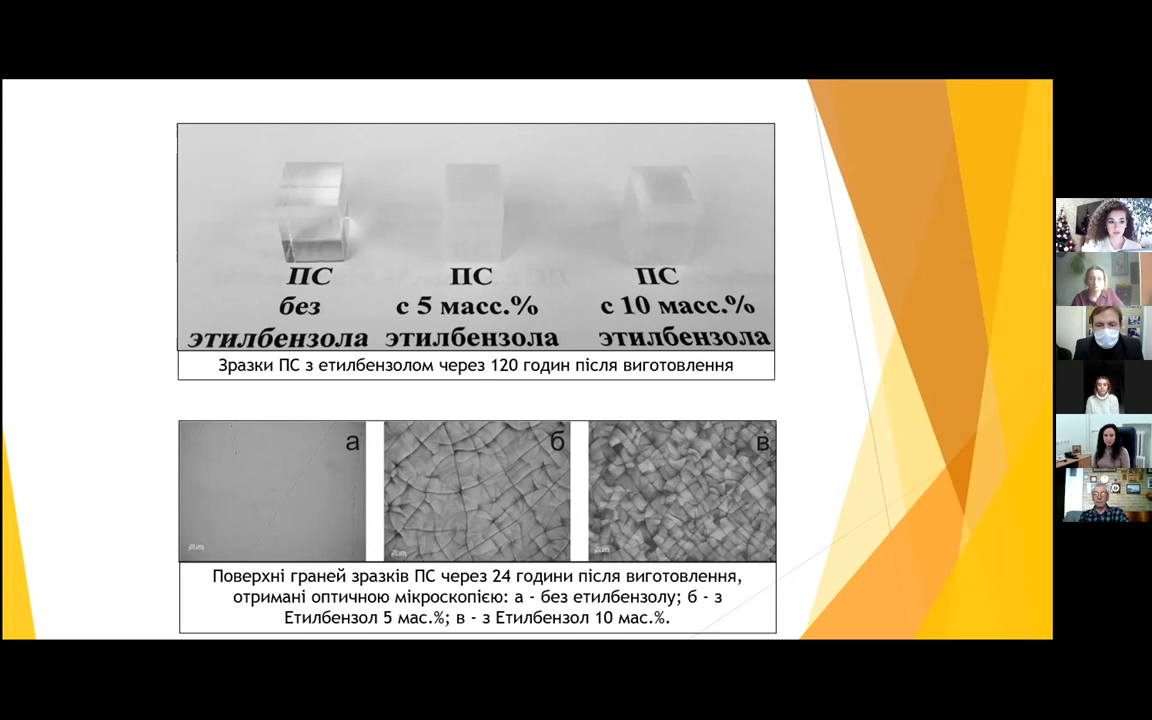 ПС
без
этилбензола
ПС
с 5 масс.%
этилбензола
ПС
с 10 масс.%
этилбензола
Зразки ПС з етилбензолом через 120 годин після виготовлення
а
б
в
Поверхні граней зразків ПС через 24 години після виготовлення,
отримані оптичною мікроскопією: а - без етилбензолу; б - з
Етилбензол 5 мас.%; в - з Етилбензол 10 мас.%.